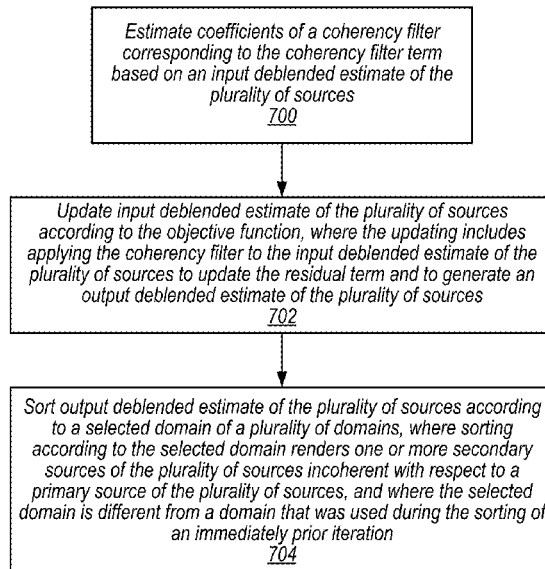 Estimate coefficients of a coherency filter
corresponding to the coherency filter term
based on an input deblended estimate of the
plurality of sources
700
Update input deblended estimate of the plurality of sources
according to the objective function, where the updating includes
applying the coherency filter to the input deblended estimate of the
plurality of sources to update the residual term and to generate an
output deblended estimate of the plurality of sources
702
Sort output deblended estimate of the plurality of sources according
to a selected domain of a plurality of domains, where sorting
according to the selected domain renders one or more secondary
sources of the plurality of sources incoherent with respect to a
primary source of the plurality of sources, and where the selected
domain is different from a domain that was used during the sorting of
an immediately prior iteration
704